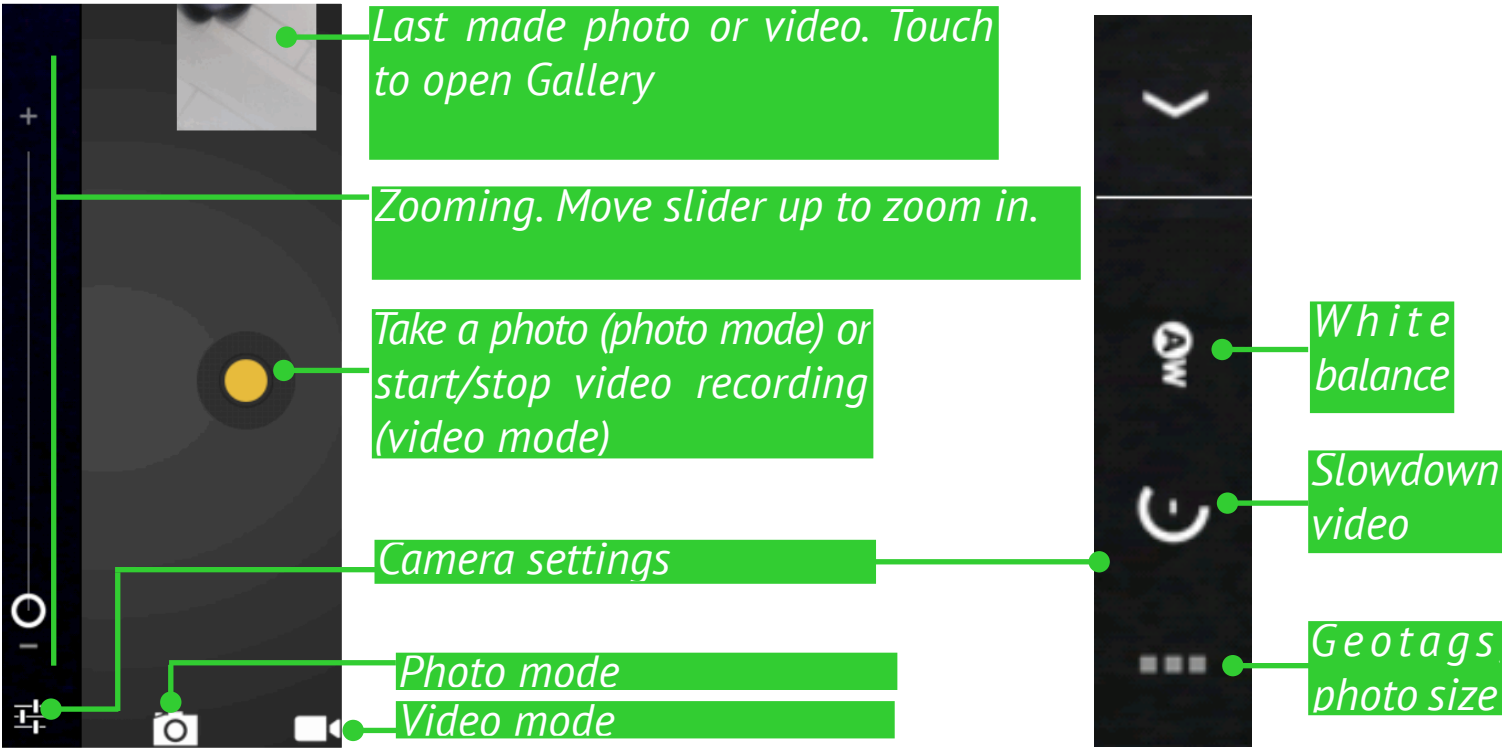 Last made photo or video. Touch
to open Gallery
+
Zooming. Move slider up to zoom in.
Take a photo (photo mode) or
start/stop video recording
(video mode)
AW
White
balance
Slowdown
video
Camera settings
Geotags
photo size
Photo mode
Video mode